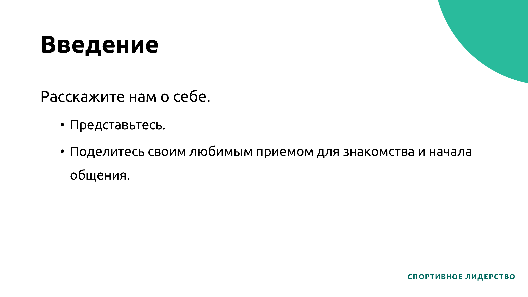 Введение
Расскажите нам о себе.
• Представьтесь.
• Поделитесь своим любимым приемом для знакомства и начала
общения.
СПОРТИВНОЕ ЛИДЕРСТВО